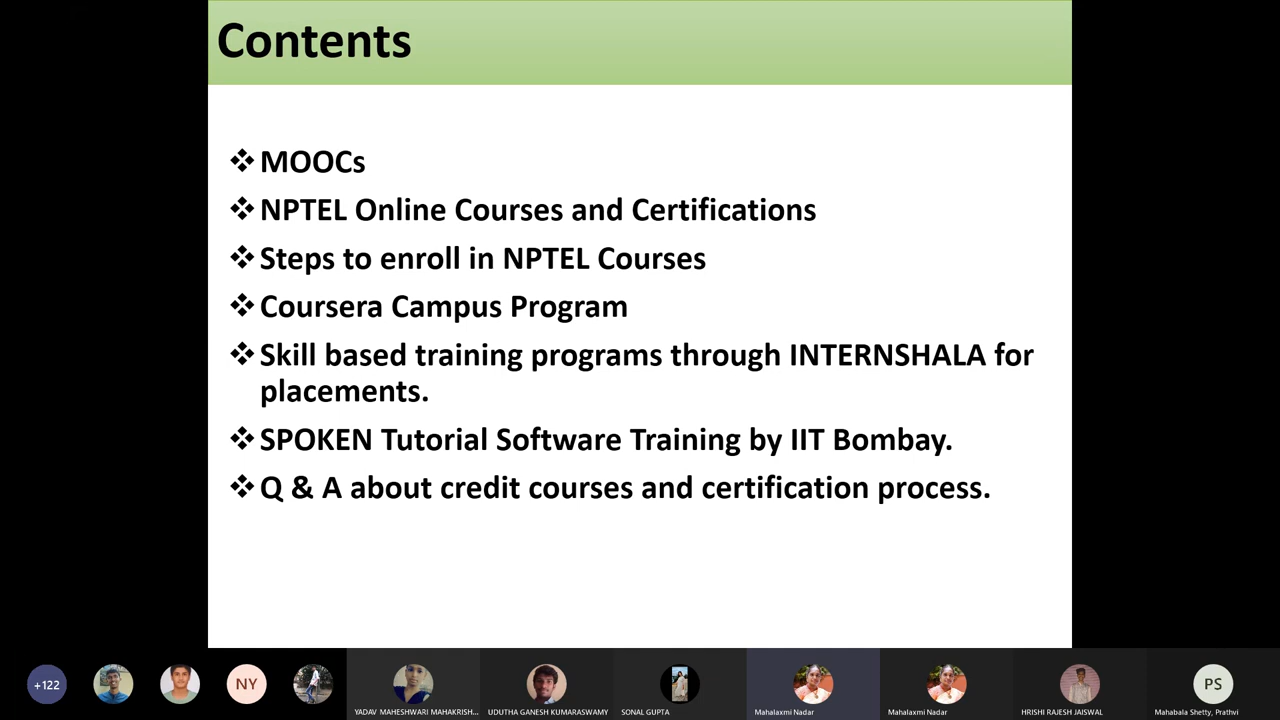 Contents
❖ MOOCs
❖ NPTEL Online Courses and Certifications
❖ Steps to enroll in NPTEL Courses
❖ Coursera Campus Program
❖ Skill based training programs through INTERNSHALA for
placements.
❖ SPOKEN Tutorial Software Training by IIT Bombay.
❖ Q & A about credit courses and certification process.
+122
NY
PS
YADAV MAHESHWARI MAHAKRISH...
UDUTHA GANESH KUMARASWAMY
SONAL GUPTA
Mahalaxmi Nadar
Mahalaxmi Nadar
HRISHI RAJESH JAISWAL
Mahabala Shetty, Prathvi